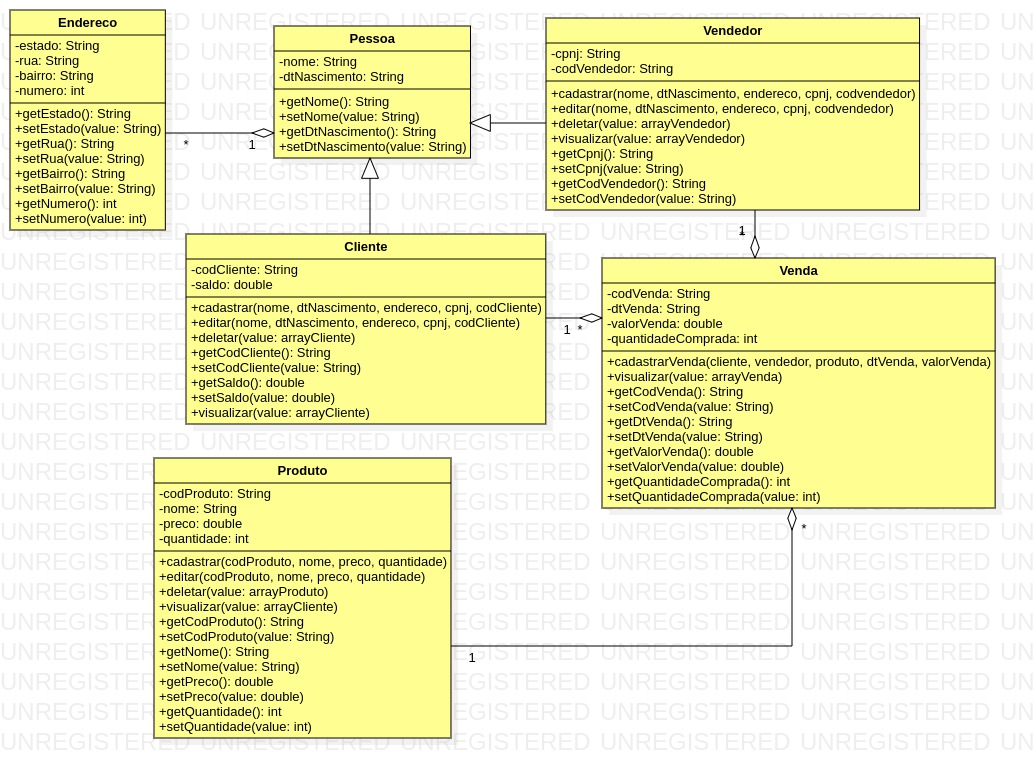 Endereco
-estado: String
-rua: String
-bairro: String
-numero: int
+getEstado(): String
+setEstado(value: String)
+getRua(): String
+setRua(value: String)
+getBairro(): String
+setBairro(value: String)
+getNumero(): int
+setNumero(value: int)
* 1
Pessoa
-nome: String
-dtNascimento: String
+getNome(): String
+setNome(value: String)
+getDtNascimento(): String
+setDtNascimento(value: String)
Vendedor
-cpnj: String
-codVendedor: String
+cadastrar(nome, dtNascimento, endereco, cpnj, codvendedor)
+editar(nome, dtNascimento, endereco, cpnj, codvendedor)
+deletar(value: arrayVendedor)
+visualizar(value: arrayVendedor)
+getCpnj(): String
+setCpnj(value: String)
+getCodVendedor(): String
+setCodVendedor(value: String)
1
Cliente
-codCliente: String
-saldo: double
+cadastrar(nome, dtNascimento, endereco, cpnj, codCliente)
+editar(nome, dtNascimento, endereco, cpnj, codCliente)
+deletar(value: arrayCliente)
+getCodCliente(): String
+setCodCliente(value: String)
+getSaldo(): double
+setSaldo(value: double)
+visualizar(value: arrayCliente)
1 *
Venda
-codVenda: String
-dtVenda: String
-valorVenda: double
-quantidadeComprada: int
+cadastrarVenda(cliente, vendedor, produto, dtVenda, valorVenda)
+visualizar(value: arrayVenda)
+getCodVenda(): String
+setCodVenda(value: String)
+getDtVenda(): String
+setDtVenda(value: String)
+getValorVenda(): double
+setValorVenda(value: double)
+getQuantidadeComprada(): int
+setQuantidadeComprada(value: int)
*
Produto
-codProduto: String
-nome: String
-preco: double
-quantidade: int
+cadastrar(codProduto, nome, preco, quantidade)
+editar(codProduto, nome, preco, quantidade)
+deletar(value: arrayProduto)
+visualizar(value: arrayCliente)
+getCodProduto(): String
+setCodProduto(value: String)
+getNome(): String
+setNome(value: String)
+getPreco(): double
+setPreco(value: double)
+getQuantidade(): int
+setQuantidade(value: int)
1
UNREGISTERED